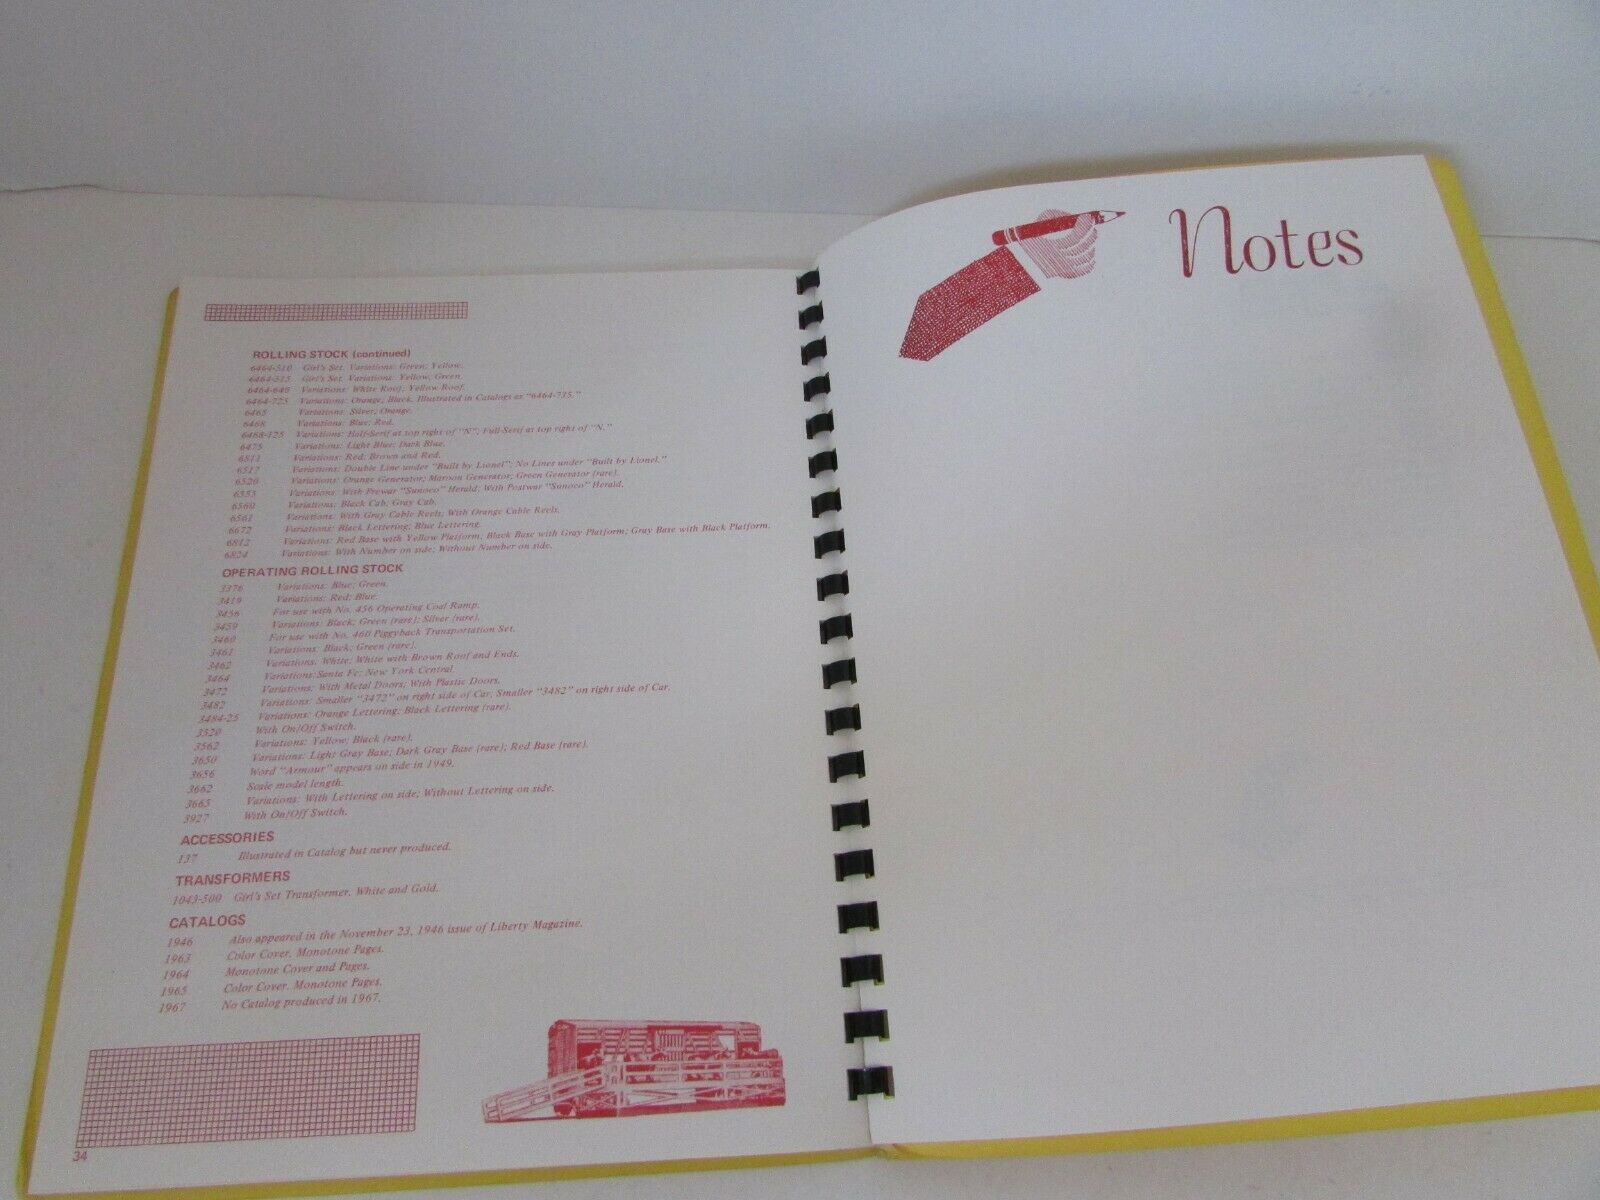 ROLLING STOCK (continued)
6464-510 Girl's Set. Variations: Green; Yellow.
6464-515 Girl's Set. Variations. Yellow, Green.
6464-648 Variations: White Roof; Yellow Roof.
6464-725 Variations: Orange; Black. Illustrated in Catalogs as "6464-735."
6465 Variations: Silver; Orange.
6468 Variations: Blue; Red.
6468-125 Variations: Half-Serif at top right of "N"; Full-Serif at top right of "N."
6475 Variations: Light Blue; Dark Blue.
6511 Variations: Red; Brown and Red.
6517 Variations: Double Line under "Built by Lionel"; No Lines under "Built by Lionel."
6520 Variations: Orange Generator; Maroon Generator; Green Generator (rare).
6555 Variations: With Prewar "Sunoco" Herald; With Postwar "Sunoco" Herald.
6560 Variations: Black Cab; Gray Cab.
6561 Variations. With Gray Cable Reels; With Orange Cable Reels.
6672 Variations: Black Lettering; Blue Lettering.
6812 Variations: Red Base with Yellow Platform; Black Base with Gray Platform; Gray Base with Black Platform.
6824 Variations: With Number on side; Without Number on side.
OPERATING ROLLING STOCK
3376 Variations: Blue; Green.
3419 Variations: Red; Blue.
3456 For use with No. 456 Operating Coal Ramp.
3459 Variations: Black; Green (rare); Silver (rare).
3460 For use with No. 460 Piggyback Transportation Set.
3461 Variations: Black; Green (rare).
3462 Variations. White; White with Brown Roof and Ends.
3464 Variations: Santa Fe; New York Central.
3472 Variations: With Metal Doors; With Plastic Doors.
3482 Variations: Smaller "3472" on right side of Car, Smaller "3482" on right side of Car.
3484-25 Variations: Orange Lettering; Black Lettering (rare).
3520 With On/Off Switch.
3562 Variations: Yellow; Black (rare).
3650 Variations: Light Gray Base; Dark Gray Base (rare); Red Base (rare).
3656 Word "Armour" appears on side in 1949.
3662 Scale model length.
3665 Variations: With Lettering on side; Without Lettering on side.
3927 With On/Off Switch.
ACCESSORIES
137 Illustrated in Catalog but never produced.
TRANSFORMERS
1043-500 Girl's Set Transformer. White and Gold.
CATALOGS
1946 Also appeared in the November 23, 1946 issue of Liberty Magazine.
1963 Color Cover. Monotone Pages.
1964 Monotone Cover and Pages.
1965 Color Cover. Monotone Pages.
1967 No Catalog produced in 1967.
34
Notes